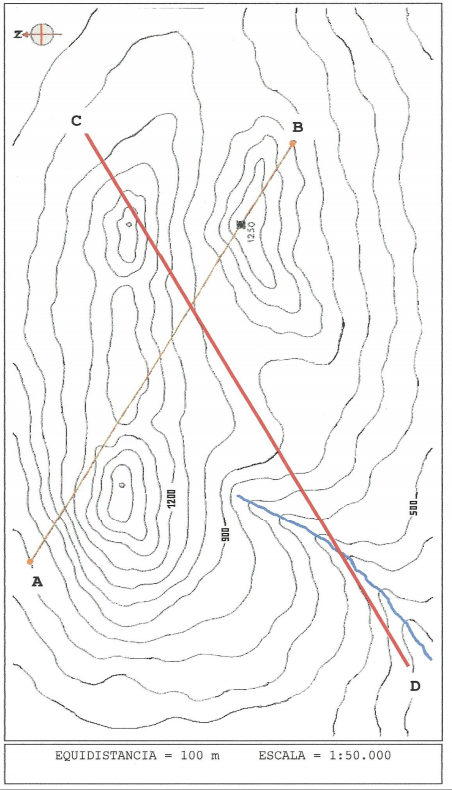 N
C
B
1250
1200
900
500
A
D
EQUIDISTANCIA = 100 m ESCALA = 1:50.000